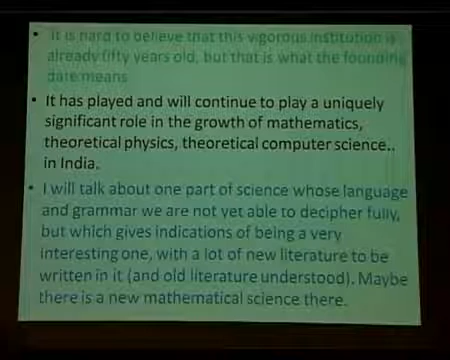 • It is hard to believe that this vigorous institution is
already fifty years old, but that is what the founding
date means
• It has played and will continue to play a uniquely
significant role in the growth of mathematics,
theoretical physics, theoretical computer science..
in India.
• I will talk about one part of science whose language
and grammar we are not yet able to decipher fully,
but which gives indications of being a very
interesting one, with a lot of new literature to be
written in it (and old literature understood). Maybe
there is a new mathematical science there.